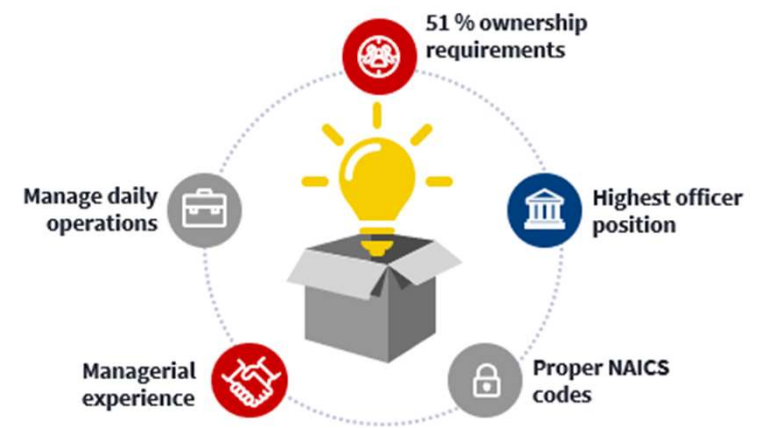 51 % ownership
requirements
Highest officer
position
Proper NAICS
codes
Managerial
experience
Manage daily
operations